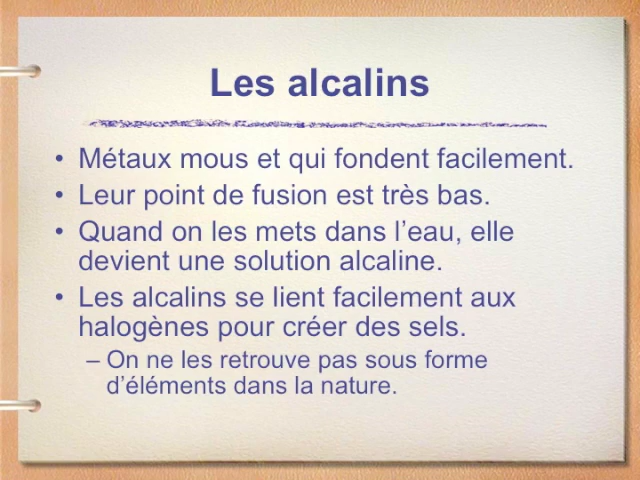 Les alcalins
• Métaux mous et qui fondent facilement.
• Leur point de fusion est très bas.
• Quand on les mets dans l’eau, elle
devient une solution alcaline.
• Les alcalins se lient facilement aux
halogènes pour créer des sels.
– On ne les retrouve pas sous forme
d’éléments dans la nature.